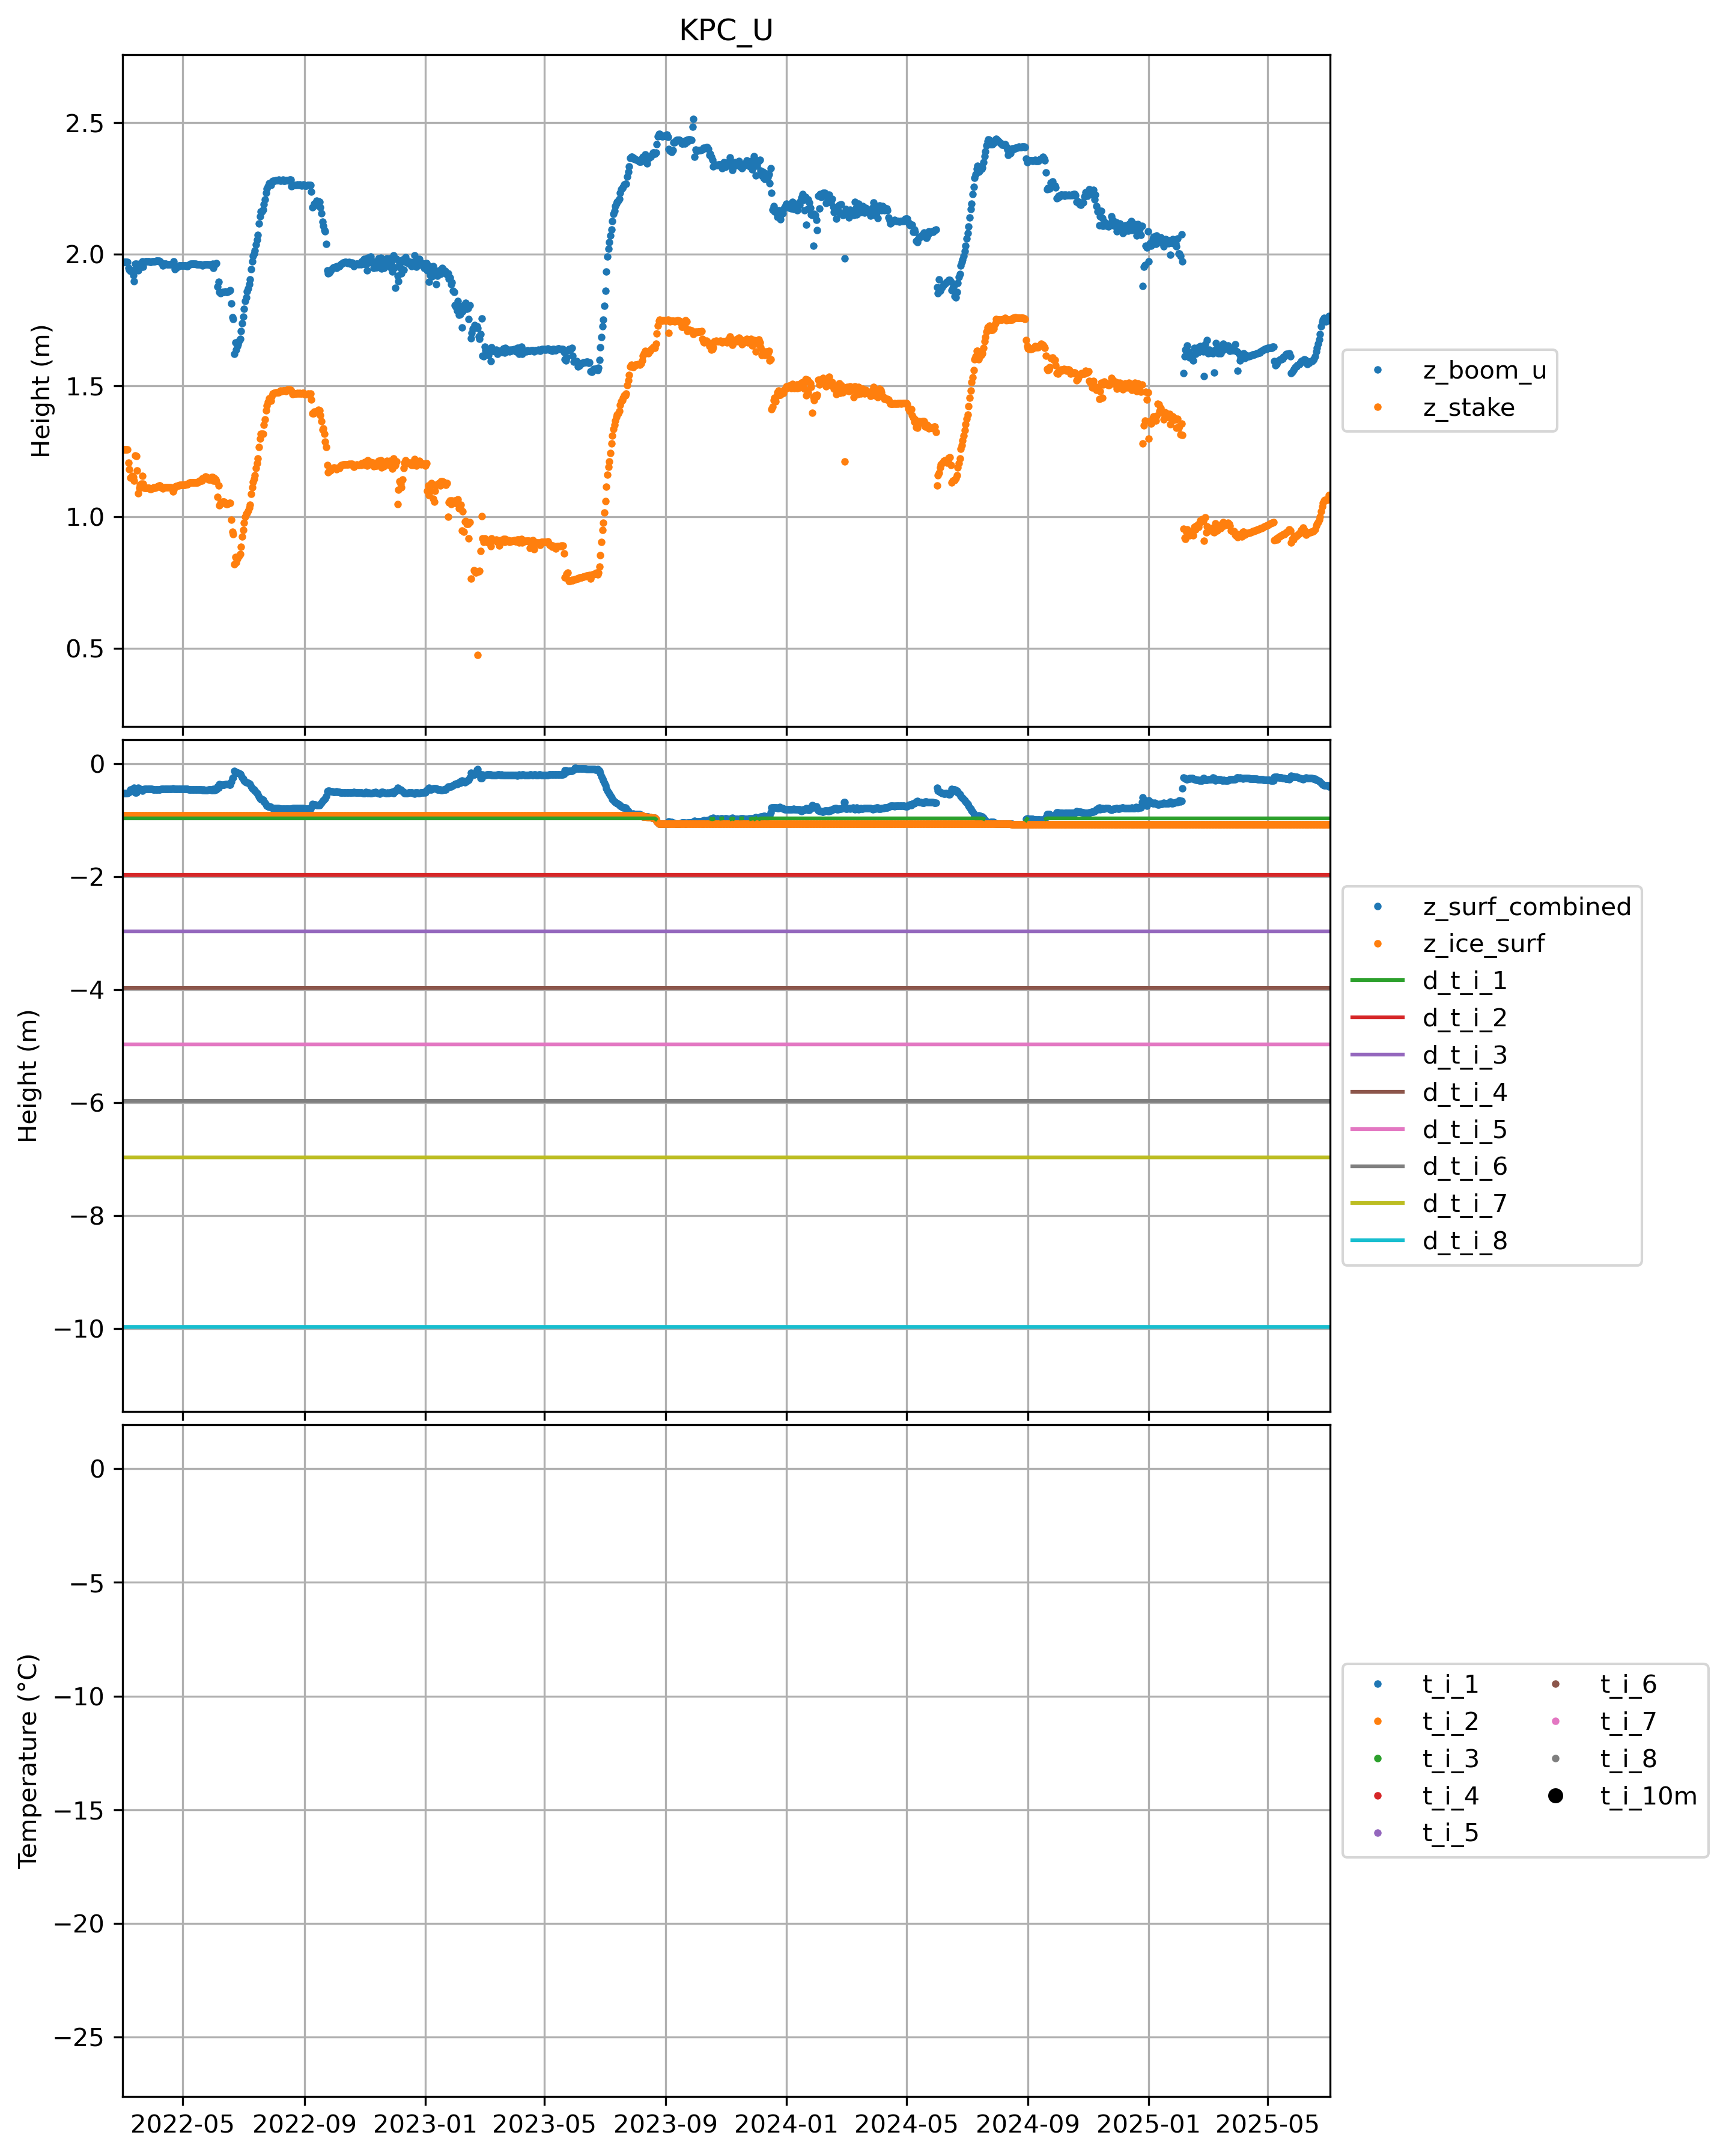 KPC_U
2.5
2.0
1.5
1.0
0.5
Height (m)
z_boom_u
z_stake
0
−2
−4
−6
−8
−10
Height (m)
z_surf_combined
z_ice_surf
d_t_i_1
d_t_i_2
d_t_i_3
d_t_i_4
d_t_i_5
d_t_i_6
d_t_i_7
d_t_i_8
0
−5
−10
−15
−20
−25
Temperature (°C)
t_i_1
t_i_2
t_i_3
t_i_4
t_i_5
t_i_6
t_i_7
t_i_8
t_i_10m
2022-05 2022-09 2023-01 2023-05 2023-09 2024-01 2024-05 2024-09 2025-01 2025-05